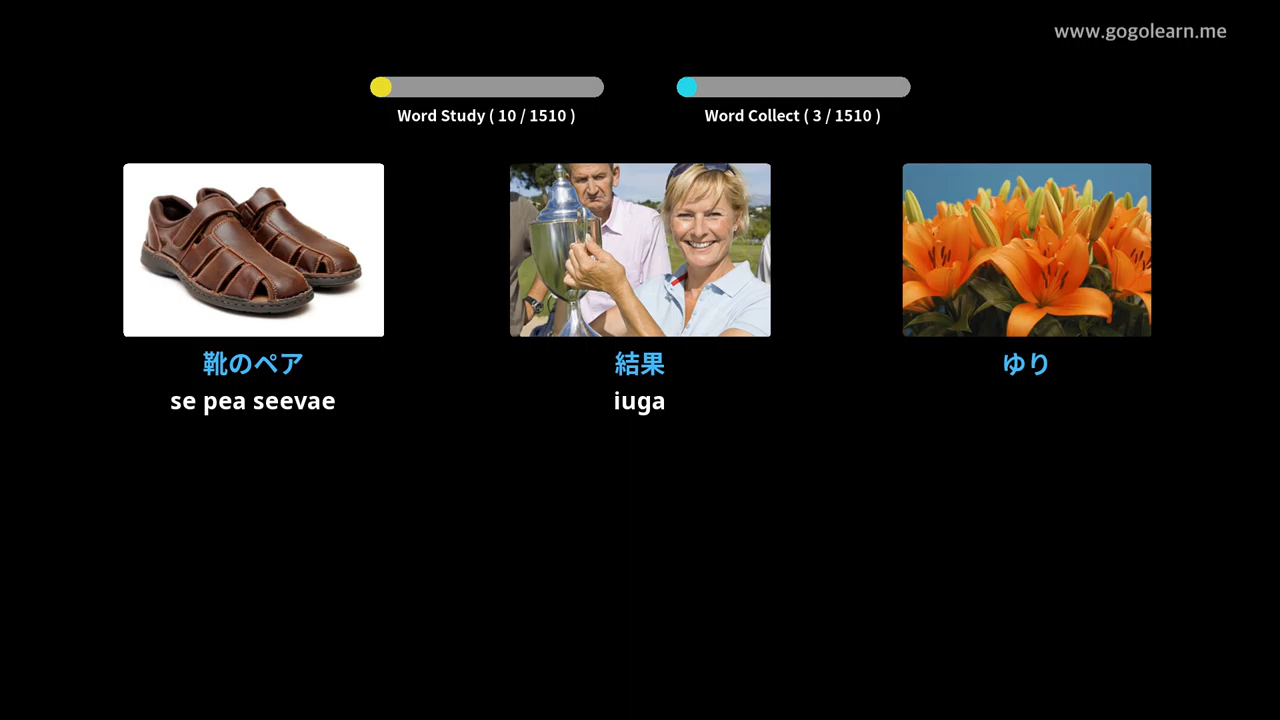 www.gogolearn.me
Word Study ( 10 / 1510 )
Word Collect ( 3 / 1510 )
靴のペア
se pea seevae
結果
iuga
ゆり